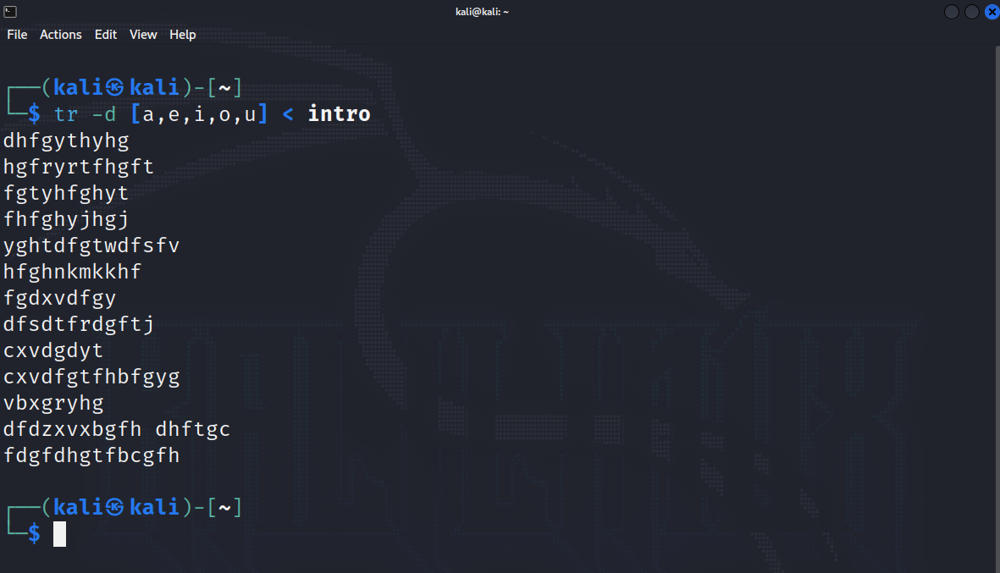 kali@kali: ~
File Actions Edit View Help
┌──(kali㉿kali)-[~]
└─$ tr -d [a,e,i,o,u] < intro
dhfgythyhg
hgfryrtfhgft
fgtyhfghyt
fhfghyjhgj
yghtdfgtwdfsfv
hfghnkmkkhf
fgdxvdfgy
dfsdtfrdgftj
cxvdgdyt
cxvdfgtfhbfgyg
vbxgryhg
dfdzxvxbgfh dhftgc
fdgfdhgtfbcgfh
┌──(kali㉿kali)-[~]
└─$